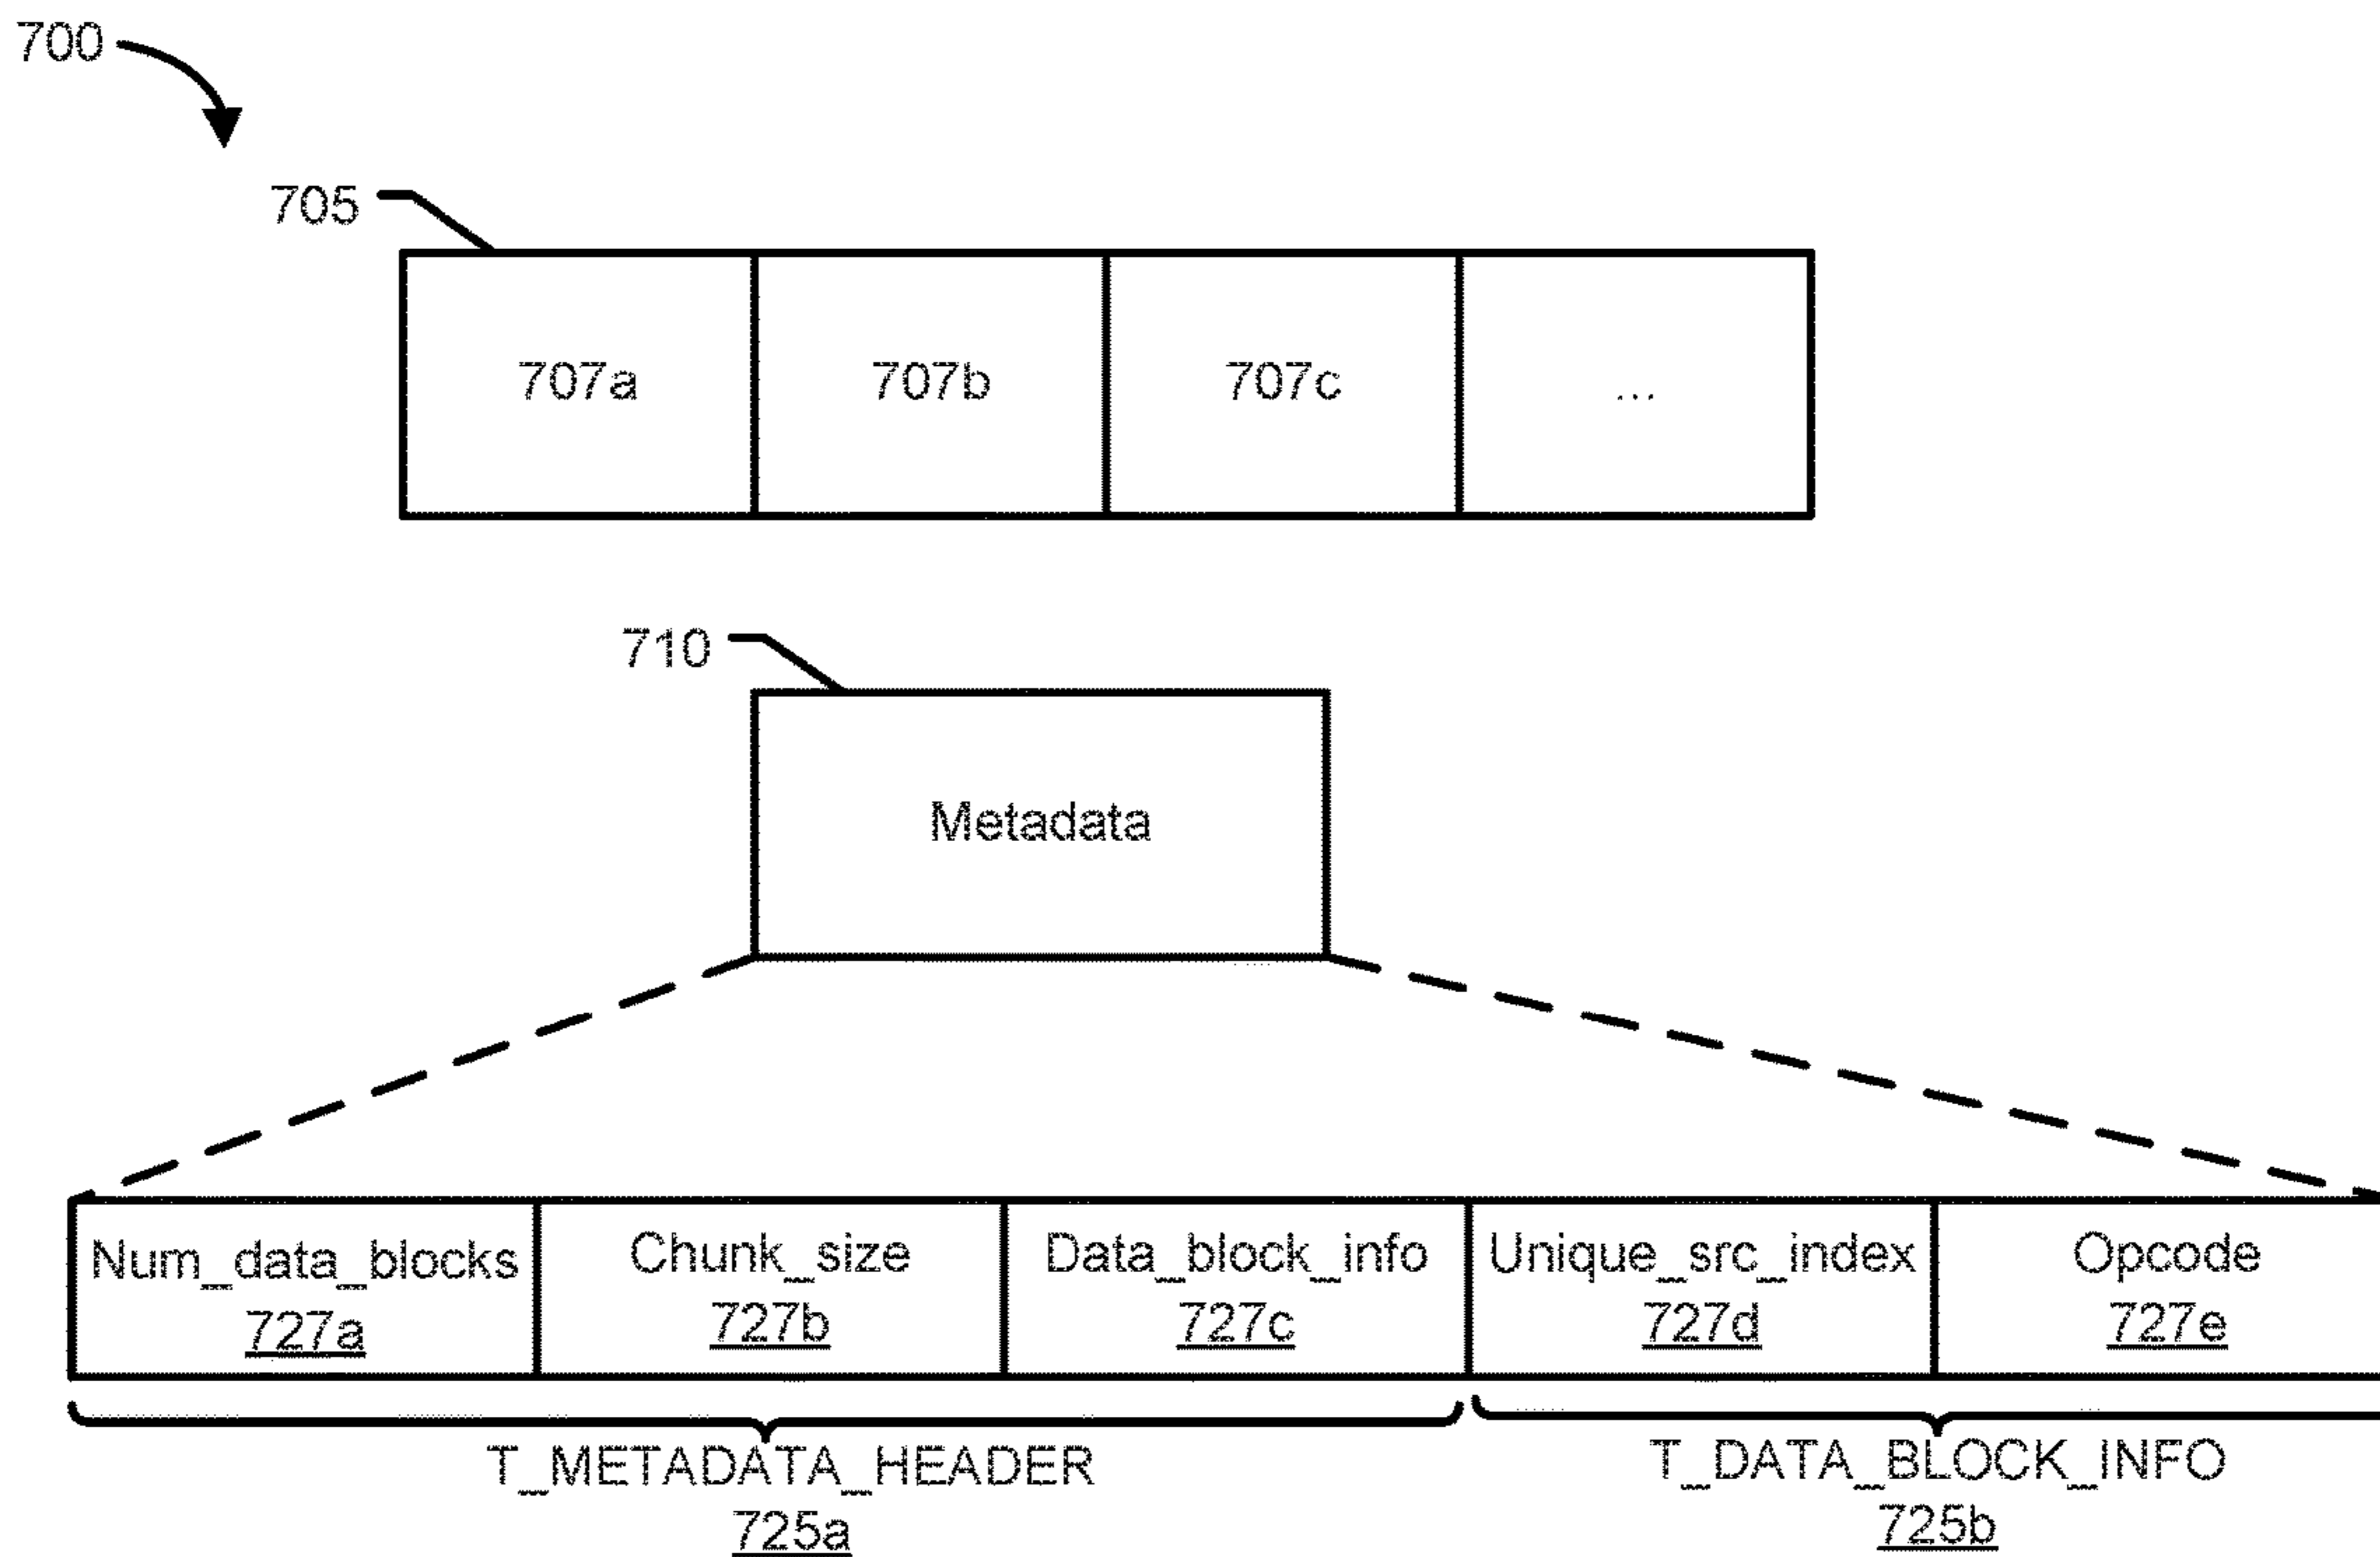 700
705
707a 707b 707c ...
710
Metadata
Num_data_blocks Chunk_size Data_block_info Unique_src_index Opcode
727a 727b 727c 727d 727e
T_METADATA_HEADER T_DATA_BLOCK_INFO
725a 725b